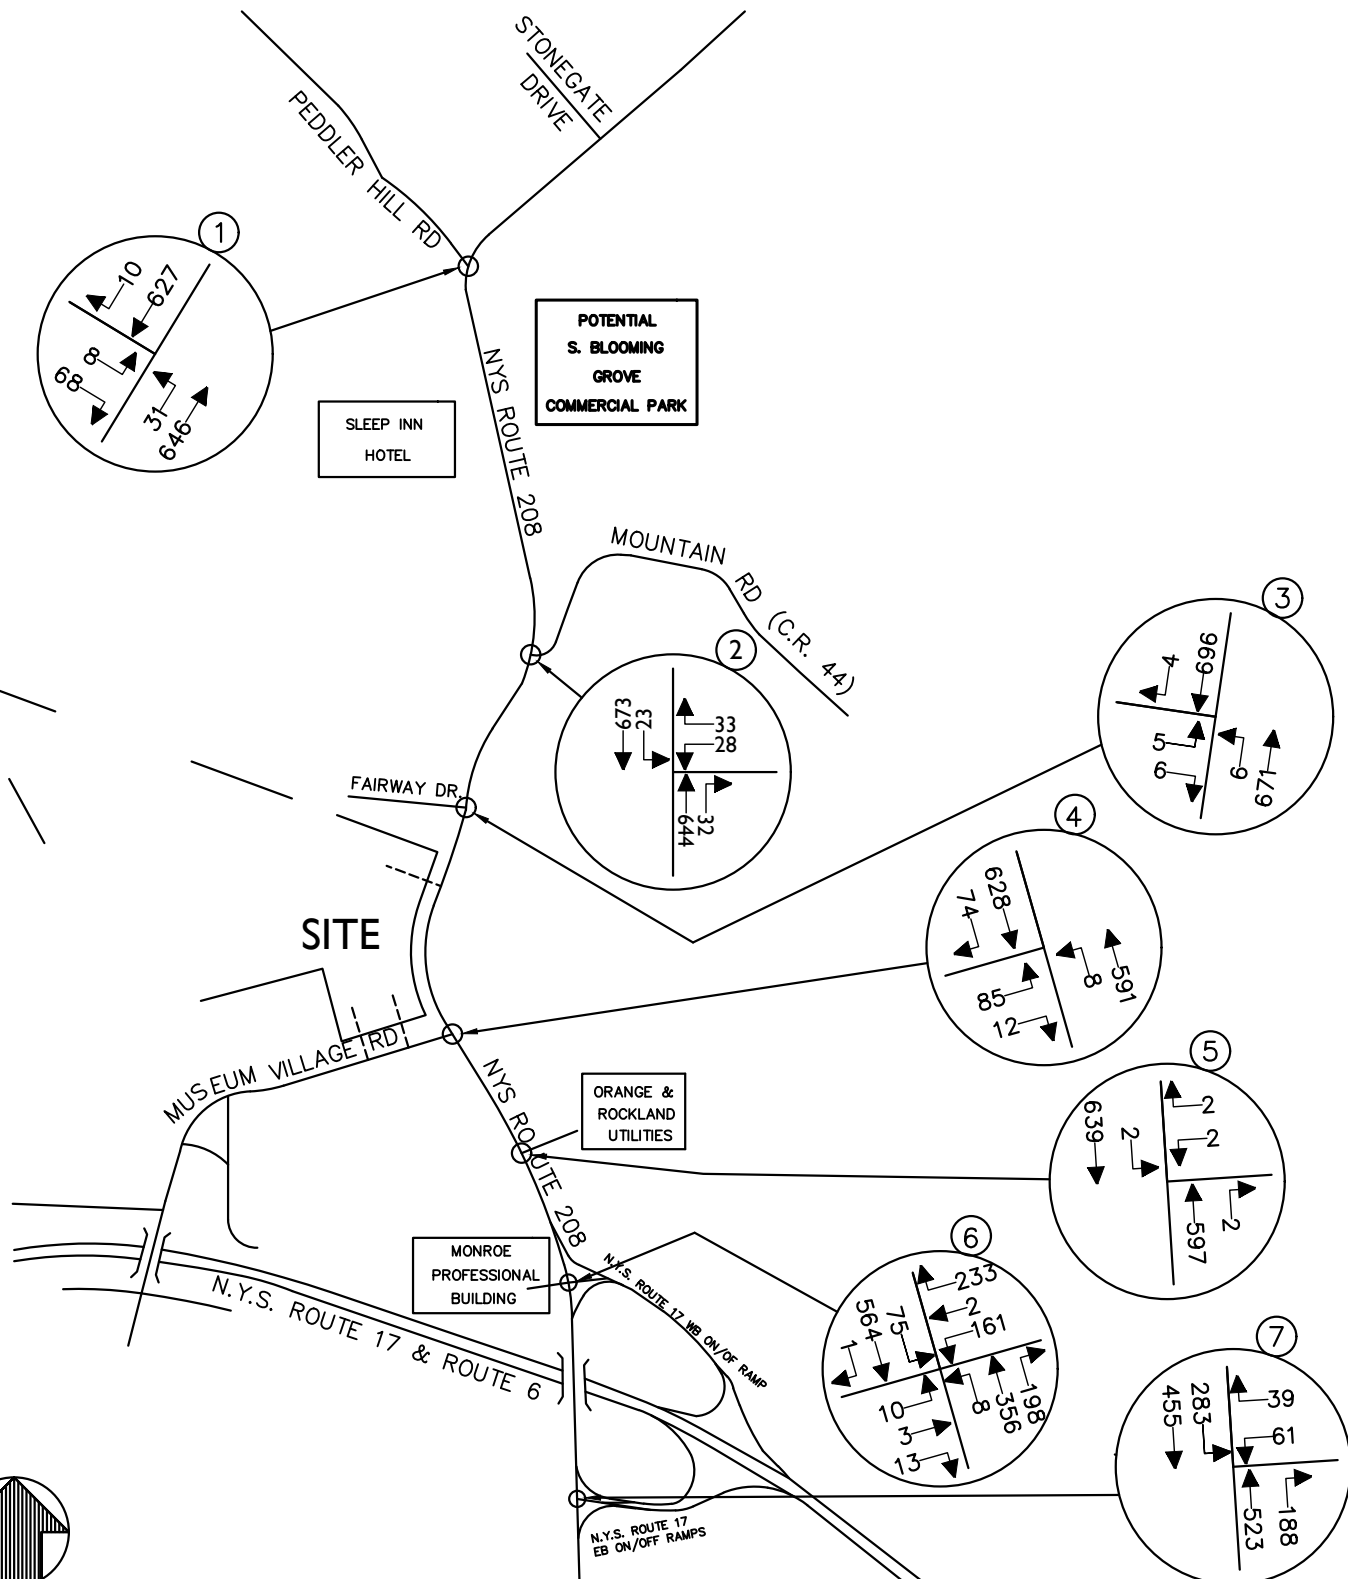 STONEGATE
DRIVE
PEDDLER HILL RD
1
10
627
8
68
31
646
POTENTIAL
S. BLOOMING
GROVE
COMMERCIAL PARK
SLEEP INN
HOTEL
NYS ROUTE 208
MOUNTAIN RD (C.R. 44)
2
673
23
33
28
644
32
3
4
696
5
6
6
671
FAIRWAY DR.
4
74
628
85
12
8
591
SITE
MUSEUM VILLAGE RD
NYS ROUTE 208
ORANGE &
ROCKLAND
UTILITIES
5
639
2
2
2
597
2
MONROE
PROFESSIONAL
BUILDING
6
233
2
161
75
564
1
10
3
13
8
356
198
N.Y.S. ROUTE 17 WB ON/OF RAMP
N.Y.S. ROUTE 17 & ROUTE 6
7
455
283
39
61
523
188
N.Y.S. ROUTE 17
EB ON/OFF RAMPS